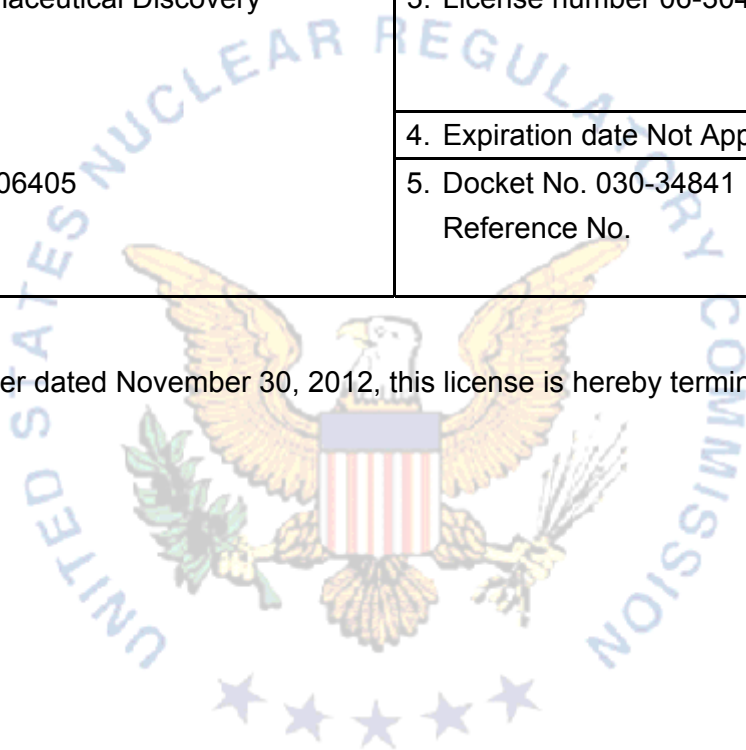 aceutical Discovery
3. License number 06-304
4. Expiration date Not App
06405
5. Docket No. 030-34841
Reference No.
er dated November 30, 2012, this license is hereby termin
UNITED STATES NUCLEAR REGULATORY COMMISSION